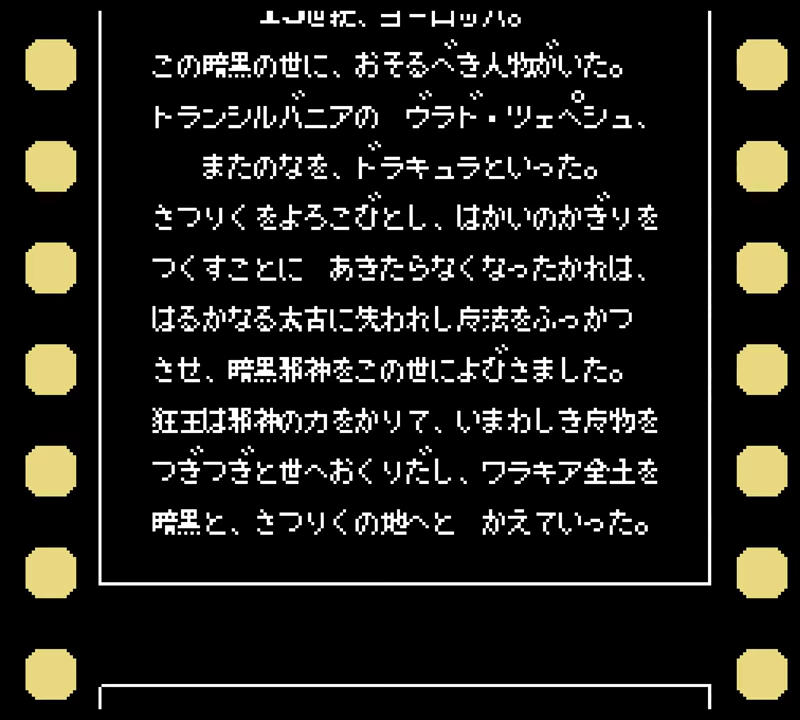 15世紀、ヨーロッパ。
この暗黒の世に、おそるべき人物がいた。
トランシルバニアの　ヴラド・ツェペシュ、
またのなを、ドラキュラといった。
さつりくをよろこびとし、はかいのかぎりを
つくすことに　あきたらなくなったかれは、
はるかなる太古に失われし魔法をふっかつ
させ、暗黒邪神をこの世によびさました。
狂王は邪神の力をかりて、いまわしき魔物を
つぎつぎと世へおくりだし、ワラキア全土を
暗黒と、さつりくの地へと　かえていった。